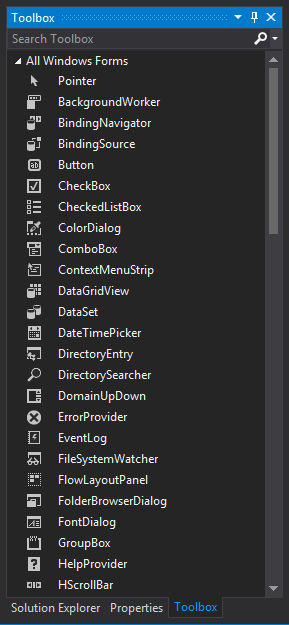 Toolbox
Search Toolbox
All Windows Forms
Pointer
BackgroundWorker
BindingNavigator
BindingSource
Button
CheckBox
CheckedListBox
ColorDialog
ComboBox
ContextMenuStrip
DataGridView
DataSet
DateTimePicker
DirectoryEntry
DirectorySearcher
DomainUpDown
ErrorProvider
EventLog
FileSystemWatcher
FlowLayoutPanel
FolderBrowserDialog
FontDialog
GroupBox
HelpProvider
HScrollBar
Solution Explorer Properties Toolbox